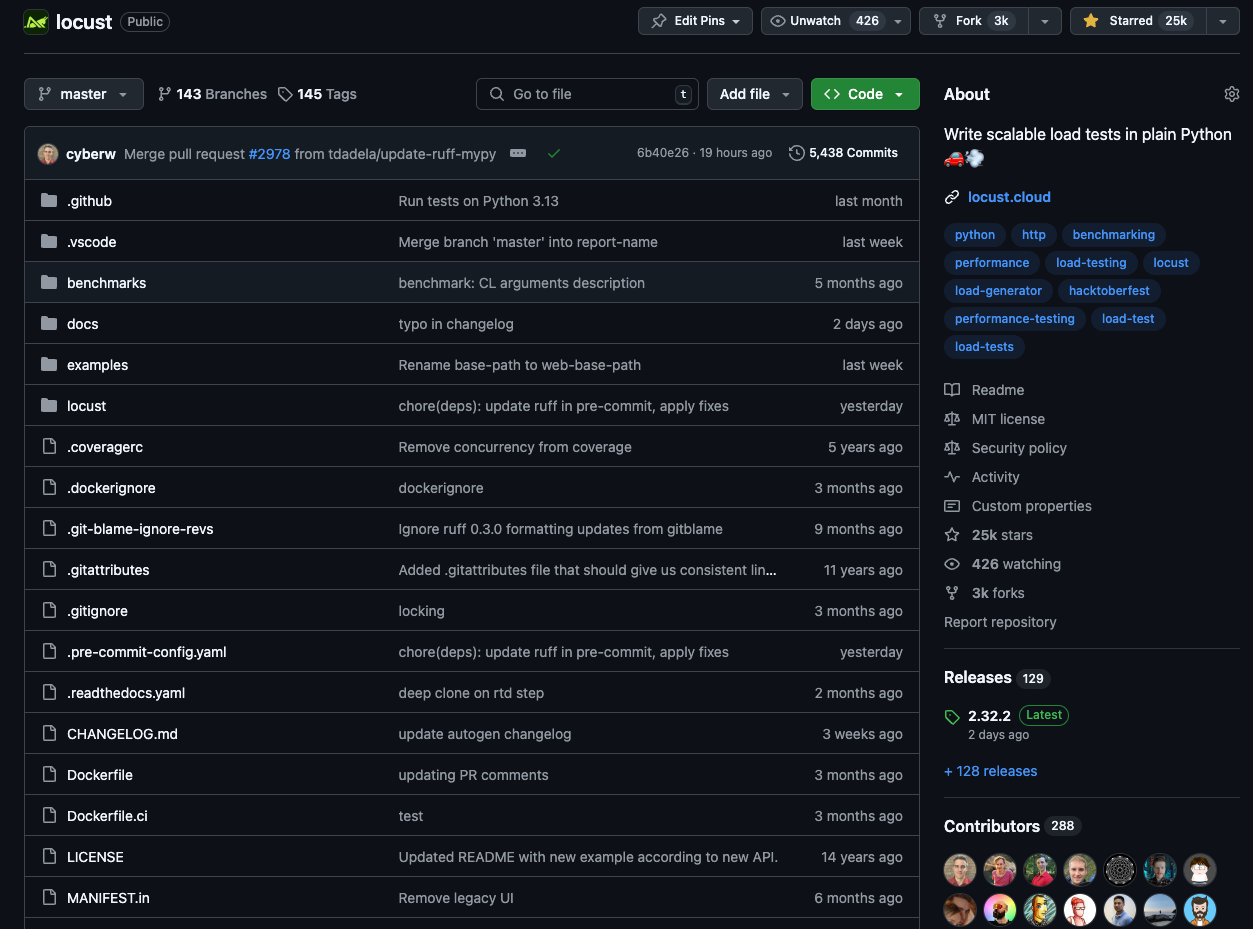 locust Public Edit Pins Unwatch 426 Fork 3k Starred 25k
master 143 Branches 145 Tags Go to file t Add file Code
cyberw Merge pull request #2978 from tdadela/update-ruff-mypy 6b40e26 · 19 hours ago 5,438 Commits
.github Run tests on Python 3.13 last month
.vscode Merge branch 'master' into report-name last week
benchmarks benchmark: CL arguments description 5 months ago
docs typo in changelog 2 days ago
examples Rename base-path to web-base-path last week
locust chore(deps): update ruff in pre-commit, apply fixes yesterday
.coveragerc Remove concurrency from coverage 5 years ago
.dockerignore dockerignore 3 months ago
.git-blame-ignore-revs Ignore ruff 0.3.0 formatting updates from gitblame 9 months ago
.gitattributes Added .gitattributes file that should give us consistent lin... 11 years ago
.gitignore locking 3 months ago
.pre-commit-config.yaml chore(deps): update ruff in pre-commit, apply fixes yesterday
.readthedocs.yaml deep clone on rtd step 2 months ago
CHANGELOG.md update autogen changelog 3 weeks ago
Dockerfile updating PR comments 3 months ago
Dockerfile.ci test 3 months ago
LICENSE Updated README with new example according to new API. 14 years ago
MANIFEST.in Remove legacy UI 6 months ago
About
Write scalable load tests in plain Python
🚗💨
locust.cloud
python http benchmarking
performance load-testing locust
load-generator hacktoberfest
performance-testing load-test
load-tests
Readme
MIT license
Security policy
Activity
Custom properties
25k stars
426 watching
3k forks
Report repository
Releases 129
2.32.2 Latest
2 days ago
+ 128 releases
Contributors 288